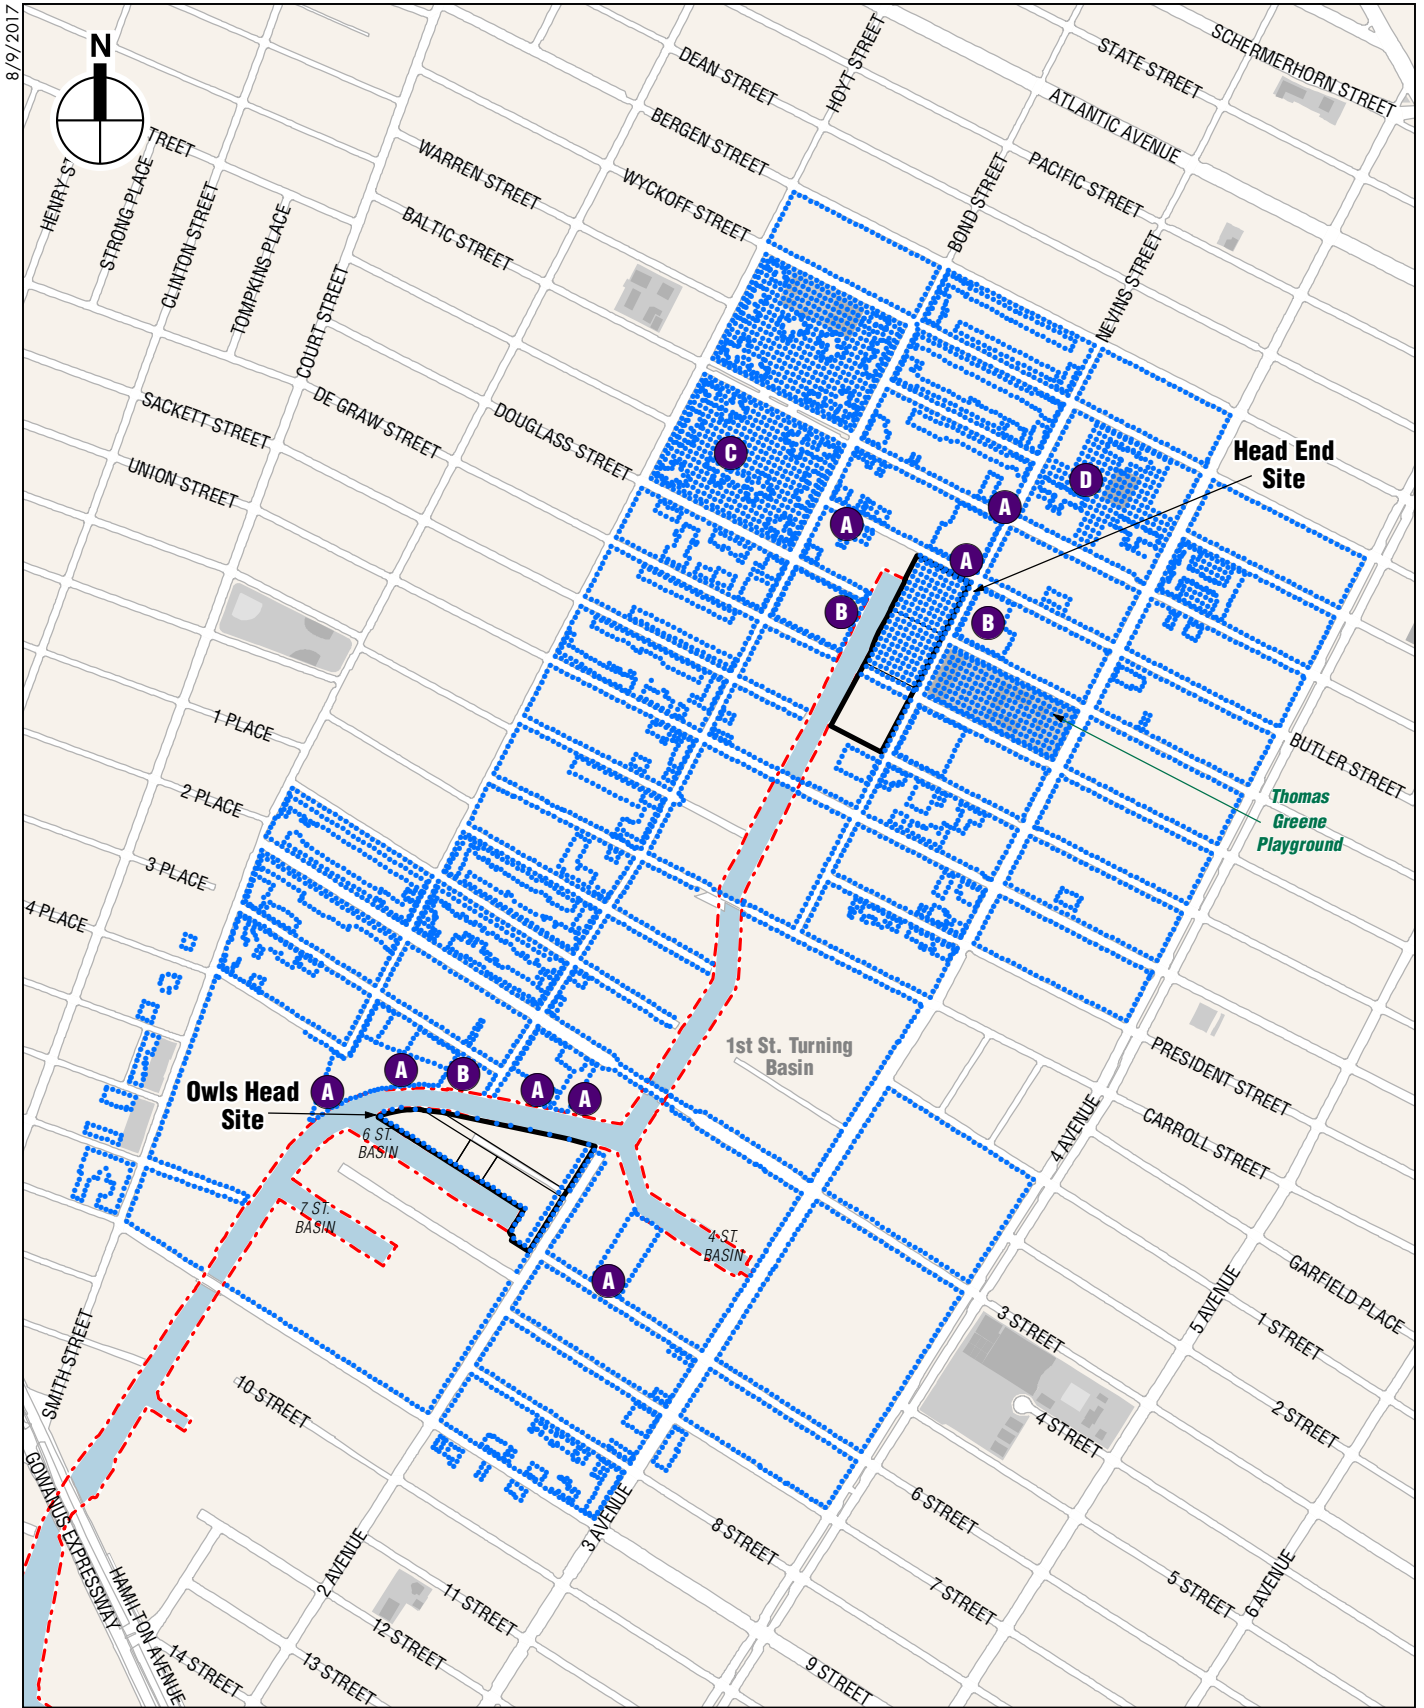 8/9/2017
N
SCHERMERHORN STREET
STATE STREET
HOYT STREET
DEAN STREET
ATLANTIC AVENUE
BERGEN STREET
PACIFIC STREET
WARREN STREET
WYCKOFF STREET
BOND STREET
TREET
HENRY ST
STRONG PLACE
CLINTON STREET
TOMPKINS PLACE
BALTIC STREET
NEVINS STREET
COURT STREET
SACKETT STREET
DE GRAW STREET
DOUGLASS STREET
UNION STREET
Head End
Site
C
D
A
A
A
B
B
1 PLACE
2 PLACE
3 PLACE
4 PLACE
BUTLER STREET
Thomas
Greene
Playground
1st St. Turning
Basin
PRESIDENT STREET
CARROLL STREET
4 AVENUE
A
A
B
A
A
Owls Head
Site
6 ST.
BASIN
7 ST.
BASIN
4 ST.
BASIN
A
GARFIELD PLACE
5 AVENUE
1 STREET
2 STREET
3 STREET
4 STREET
SMITH STREET
10 STREET
GOWANUS EXPRESSWAY
HAMILTON AVENUE
2 AVENUE
3 AVENUE
6 STREET
8 STREET
7 STREET
5 STREET
6 AVENUE
11 STREET
12 STREET
13 STREET
14 STREET
9 STREET